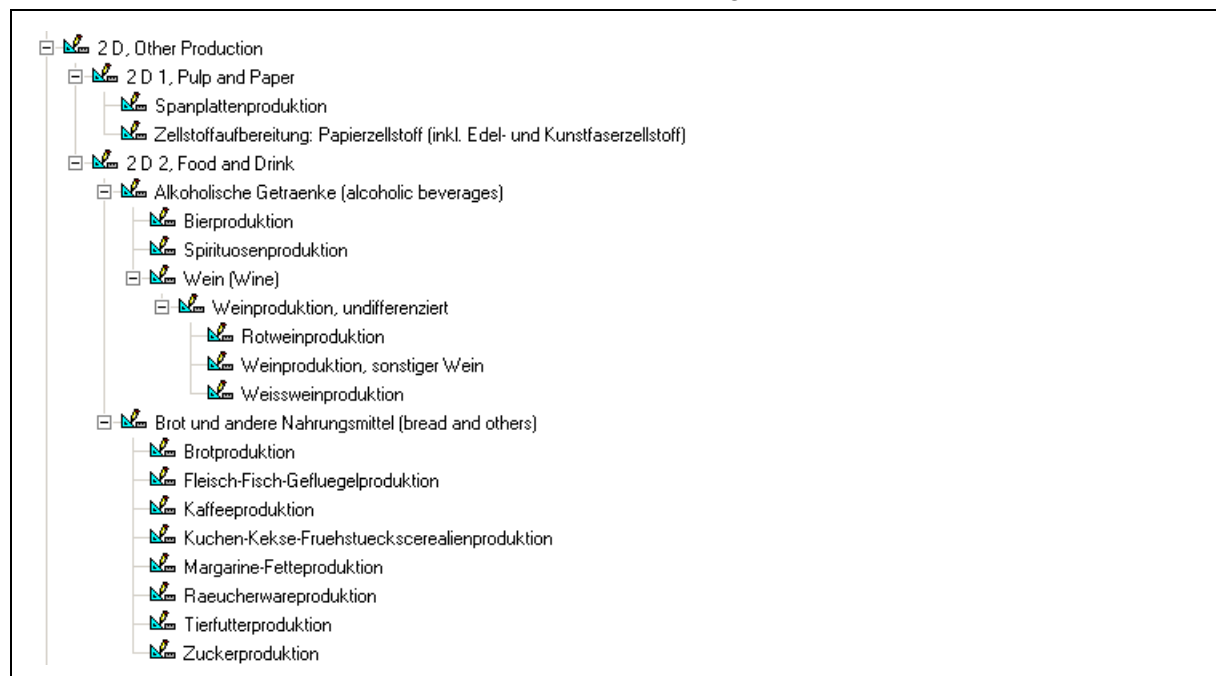 2 D, Other Production
2 D 1, Pulp and Paper
Spanplattenproduktion
Zellstoffaufbereitung: Papierzellstoff (inkl. Edel- und Kunstfaserzellstoff)
2 D 2, Food and Drink
Alkoholische Getraenke (alcoholic beverages)
Bierproduktion
Spirituosenproduktion
Wein (Wine)
Weinproduktion, undifferenziert
Rotweinproduktion
Weinproduktion, sonstiger Wein
Weissweinproduktion
Brot und andere Nahrungsmittel (bread and others)
Brotproduktion
Fleisch-Fisch-Gefluegelproduktion
Kaffeeproduktion
Kuchen-Kekse-Fruehstueckscerealienproduktion
Margarine-Fetteproduktion
Raeucherwareproduktion
Tierfutterproduktion
Zuckerproduktion